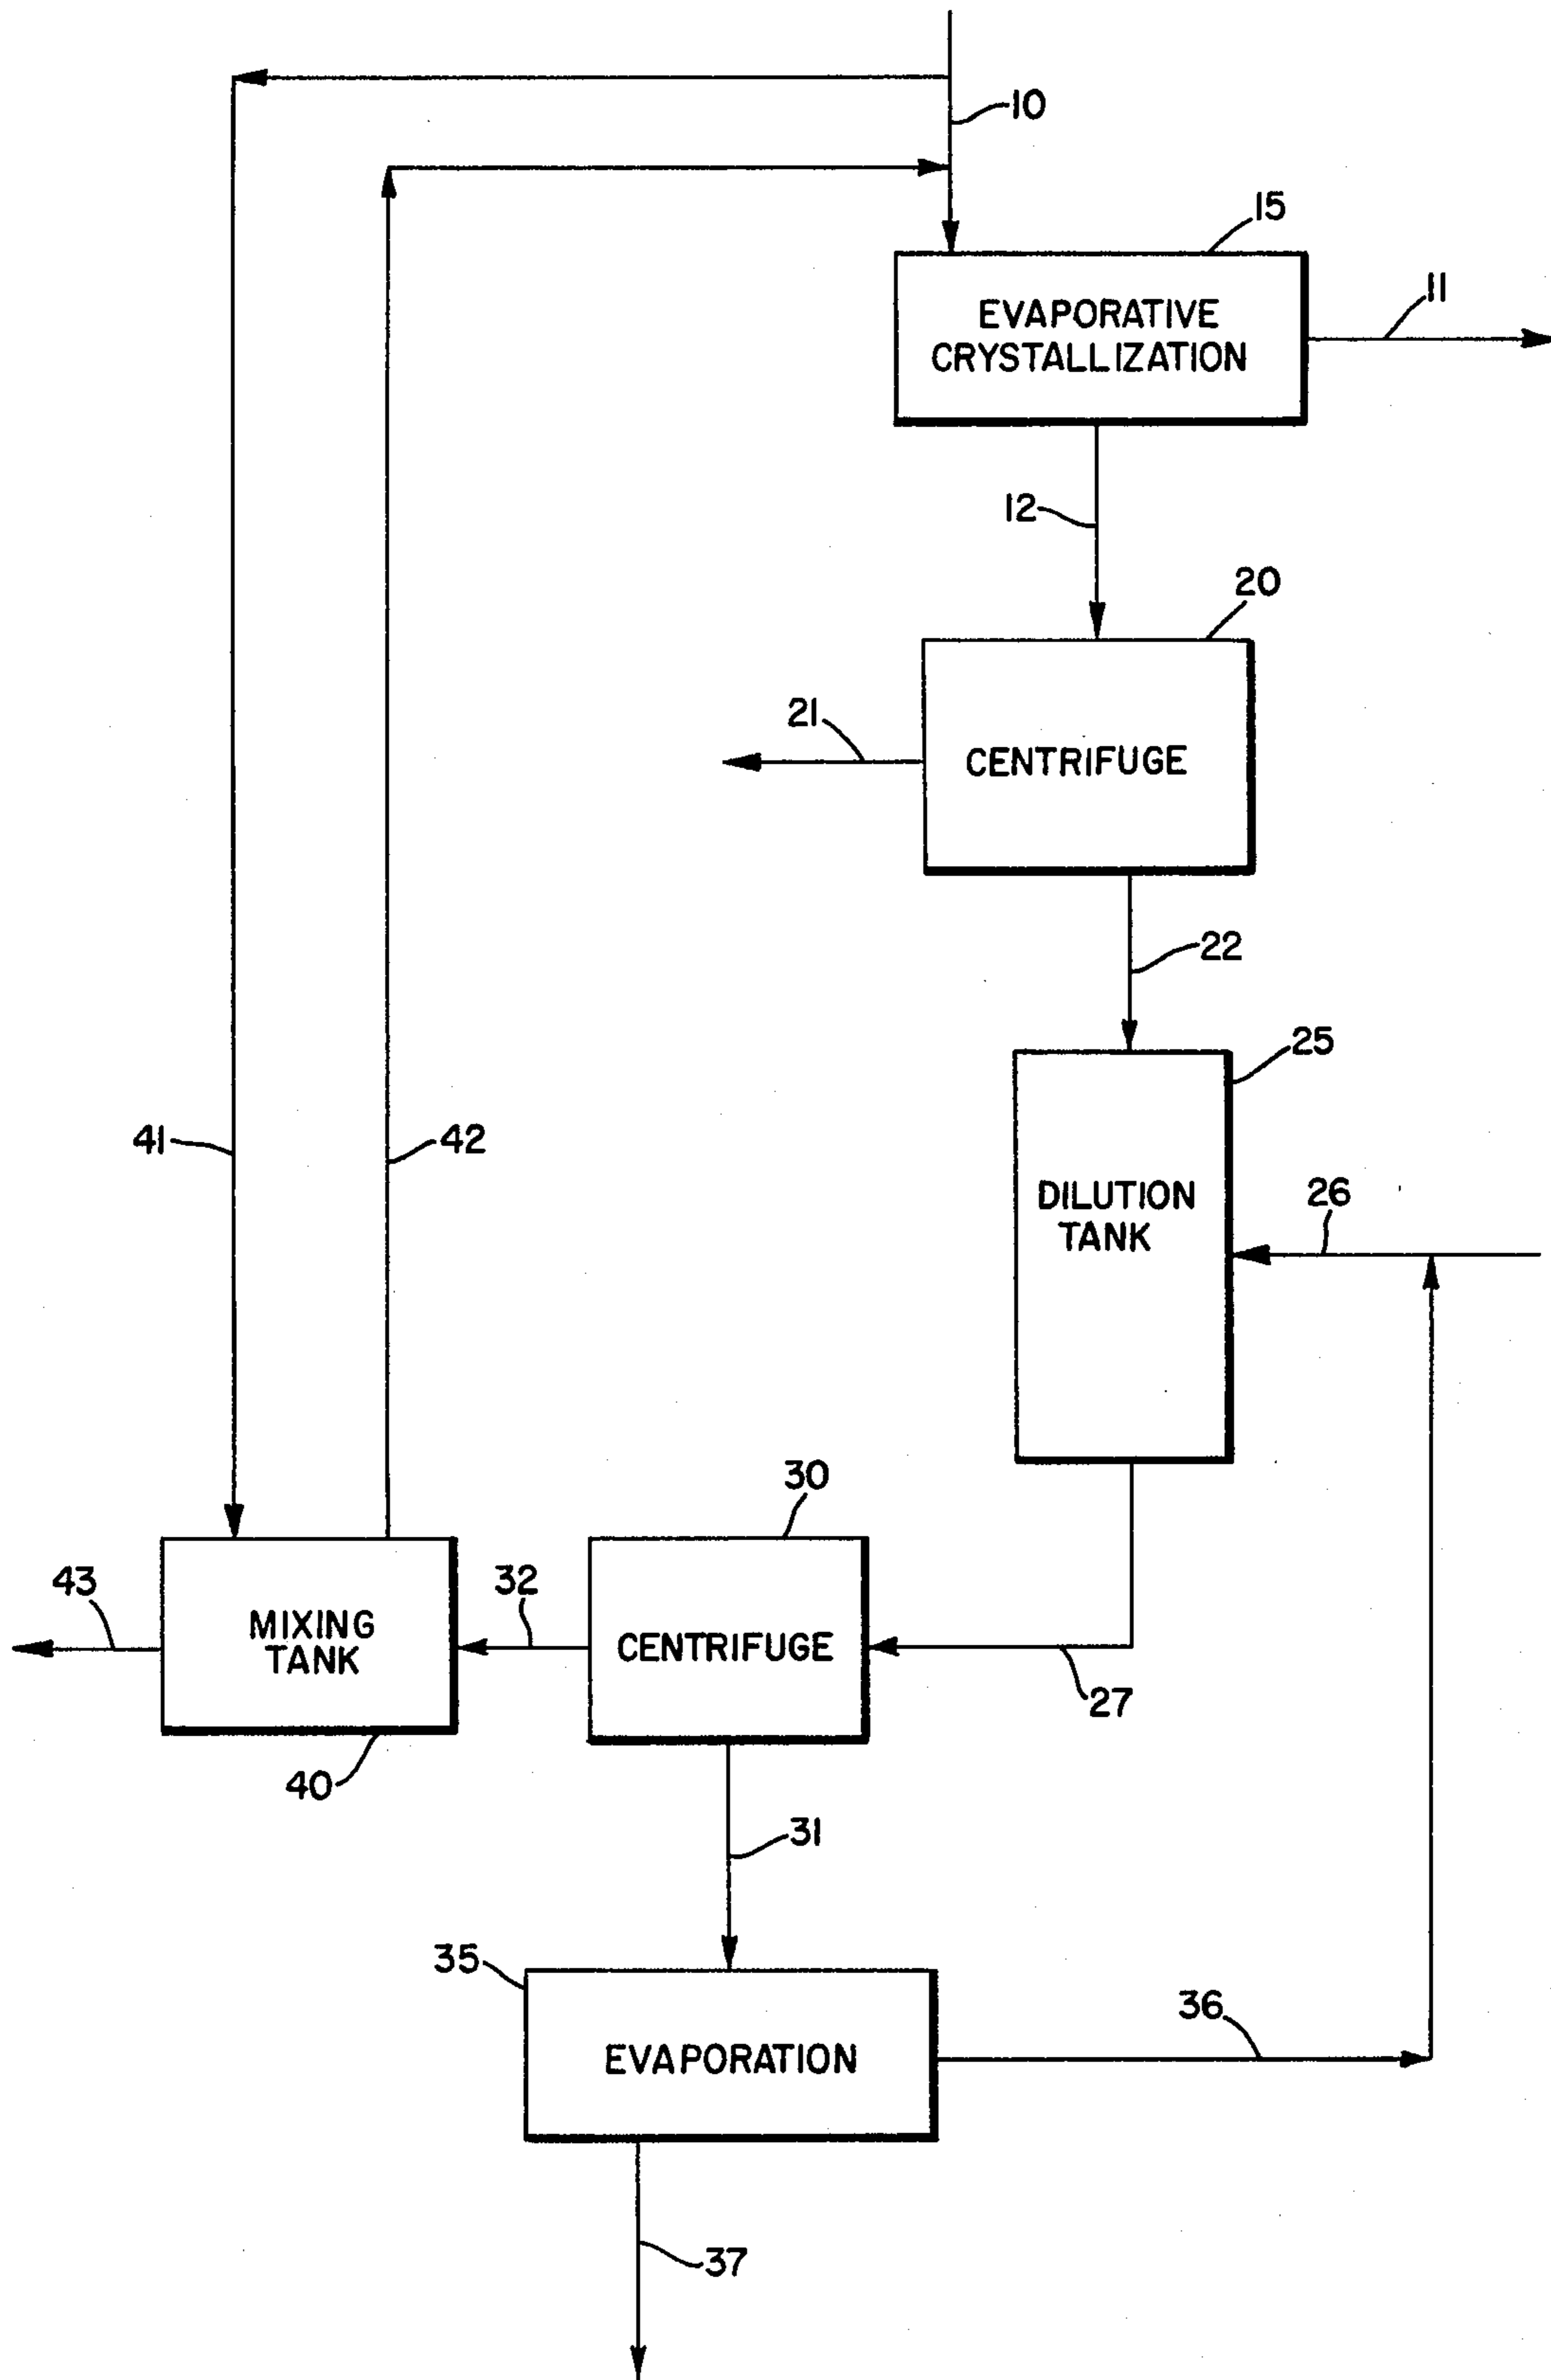 10
15
EVAPORATIVE
CRYSTALLIZATION
11
12
20
21
CENTRIFUGE
22
25
41
42
DILUTION
TANK
26
30
43
32
MIXING
TANK
CENTRIFUGE
27
40
31
35
EVAPORATION
36
37